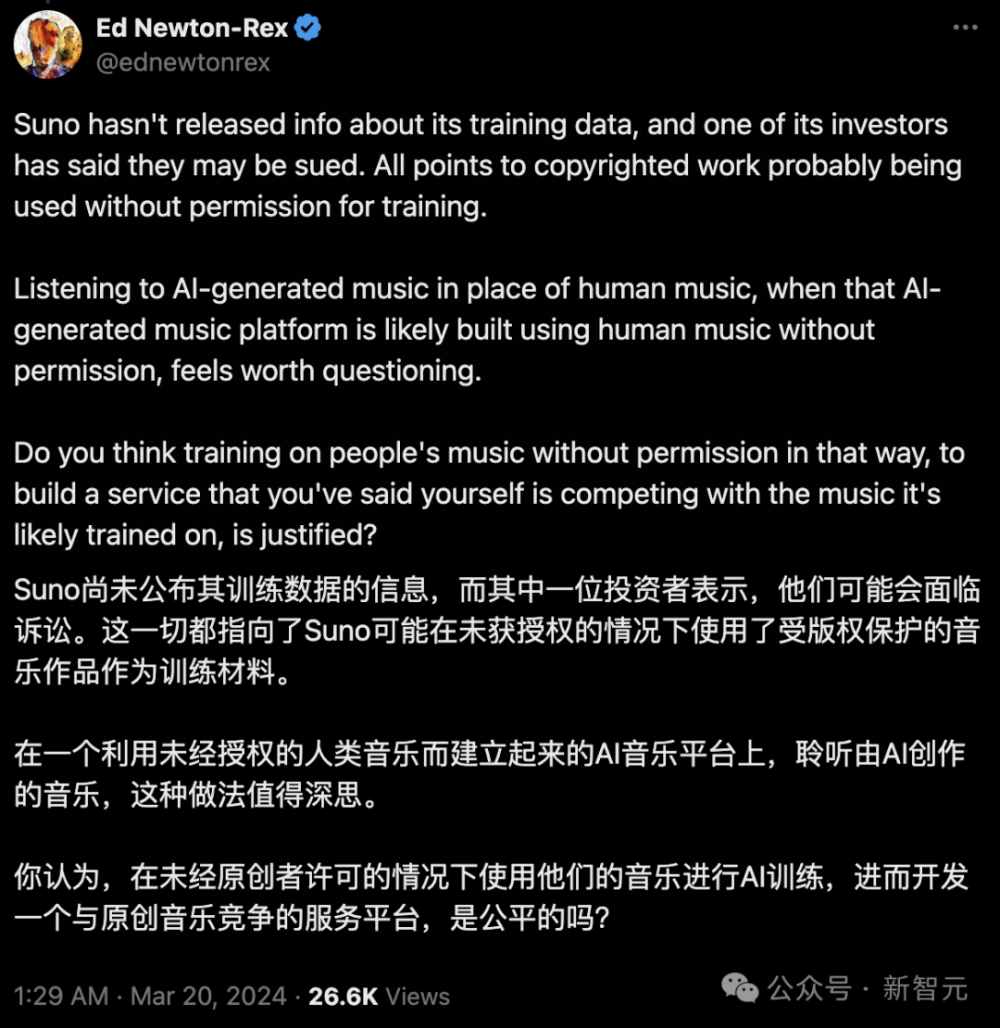 Ed Newton-Rex
@ednewtonrex
Suno hasn't released info about its training data, and one of its investors
has said they may be sued. All points to copyrighted work probably being
used without permission for training.
Listening to AI-generated music in place of human music, when that AI-
generated music platform is likely built using human music without
permission, feels worth questioning.
Do you think training on people's music without permission in that way, to
build a service that you've said yourself is competing with the music it's
likely trained on, is justified?
Suno尚未公布其训练数据的信息，而其中一位投资者表示，他们可能会面临
诉讼。这一切都指向了Suno可能在未获授权的情况下使用了受版权保护的音
乐作品作为训练材料。
在一个利用未经授权的人类音乐而建立起来的AI音乐平台上，聆听由AI创作
的音乐，这种做法值得深思。
你认为，在未经原创者许可的情况下使用他们的音乐进行AI训练，进而开发
一个与原创音乐竞争的服务平台，是公平的吗？
1:29 AM · Mar 20, 2024 · 26.6K Views
公众号 · 新智元